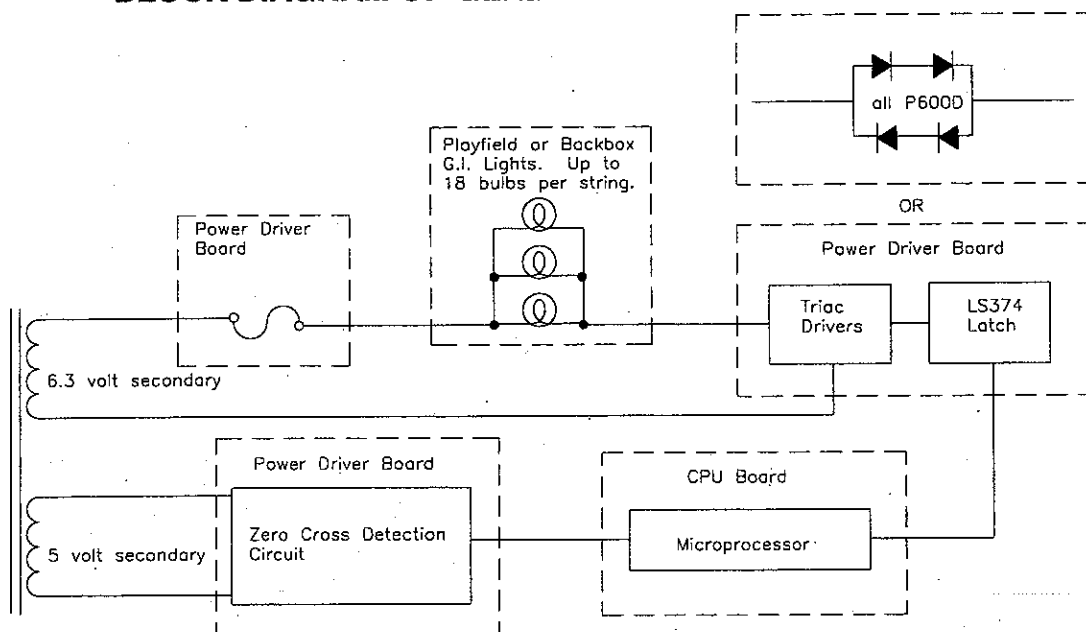 all P600D
Playfield or Backbox
G.I. Lights. Up to
18 bulbs per string.
OR
Power Driver
Board
Power Driver Board
Triac
Drivers
LS374
Latch
6.3 volt secondary
Power Driver Board
CPU Board
Zero Cross Detection
Circuit
Microprocessor
5 volt secondary